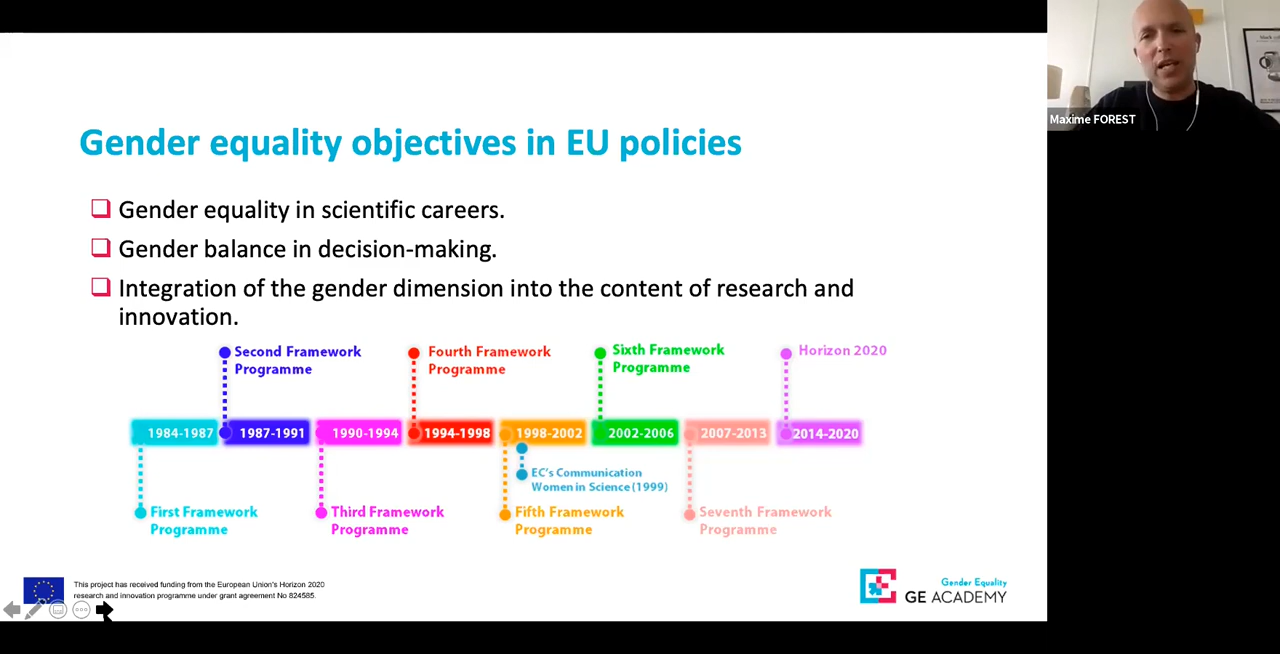 Gender equality objectives in EU policies
Gender equality in scientific careers.
Gender balance in decision-making.
Integration of the gender dimension into the content of research and
innovation.
Second Framework
Programme
Fourth Framework
Programme
Sixth Framework
Programme
Horizon 2020
1984-1987
1987-1991
1990-1994
1994-1998
1998-2002
2002-2006
2007-2013
2014-2020
EC's Communication
Women in Science (1999)
First Framework
Programme
Third Framework
Programme
Fifth Framework
Programme
Seventh Framework
Programme
This project has received funding from the European Union's Horizon 2020
research and innovation programme under grant agreement No 824585.
Gender Equality
GE ACADEMY
Maxime FOREST